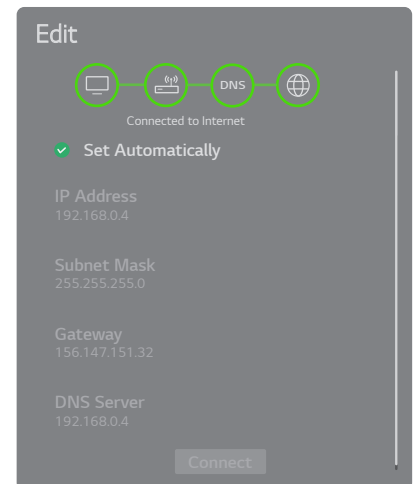 Edit
DNS
Connected to Internet
Set Automatically
IP Address
192.168.0.4
Subnet Mask
255.255.255.0
Gateway
156.147.151.32
DNS Server
192.168.0.4
Connect